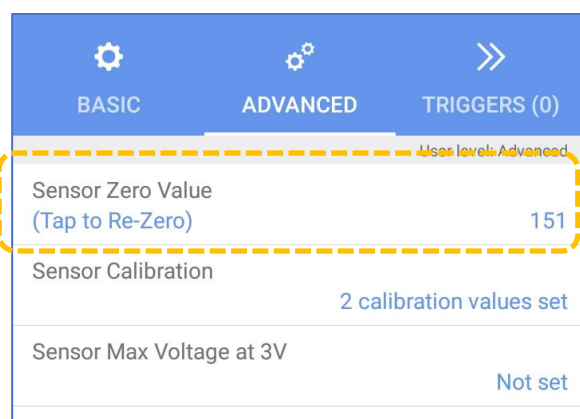 BASIC ADVANCED TRIGGERS (0)
User level: Advanced
Sensor Zero Value
(Tap to Re-Zero) 151
Sensor Calibration
2 calibration values set
Sensor Max Voltage at 3V
Not set